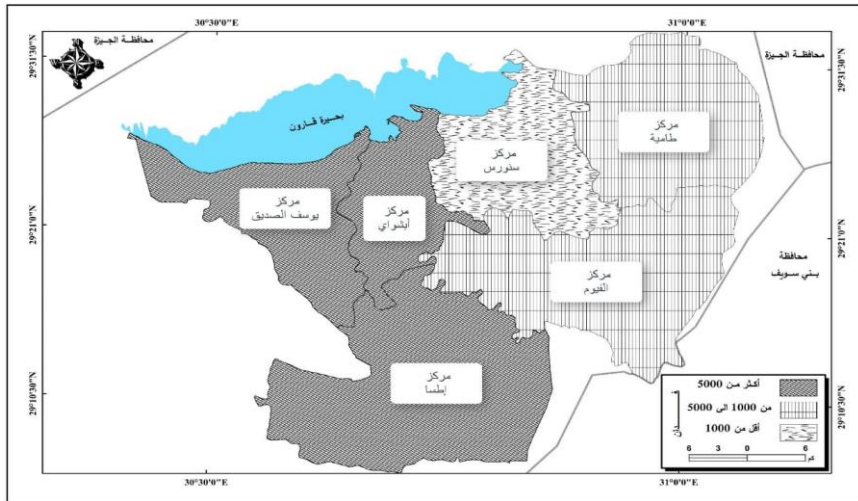 30°30'0"N
31°0'0"E
محافظة الجيزة
محافظة الجيزة
29°31'30"N
29°31'30"N
بحيرة قارون
مركز
طامية
مركز
سنورس
مركز
يوسف الصديق
مركز
أبشواي
29°21'0"N
29°21'0"N
محافظة
بني سويف
مركز
الفيوم
مركز
إطسا
29°10'30"N
29°10'30"N
أكثر من 5000
من 1000 الى 5000
أقل من 1000
6 3 0 6
كم
30°30'0"E
31°0'0"E